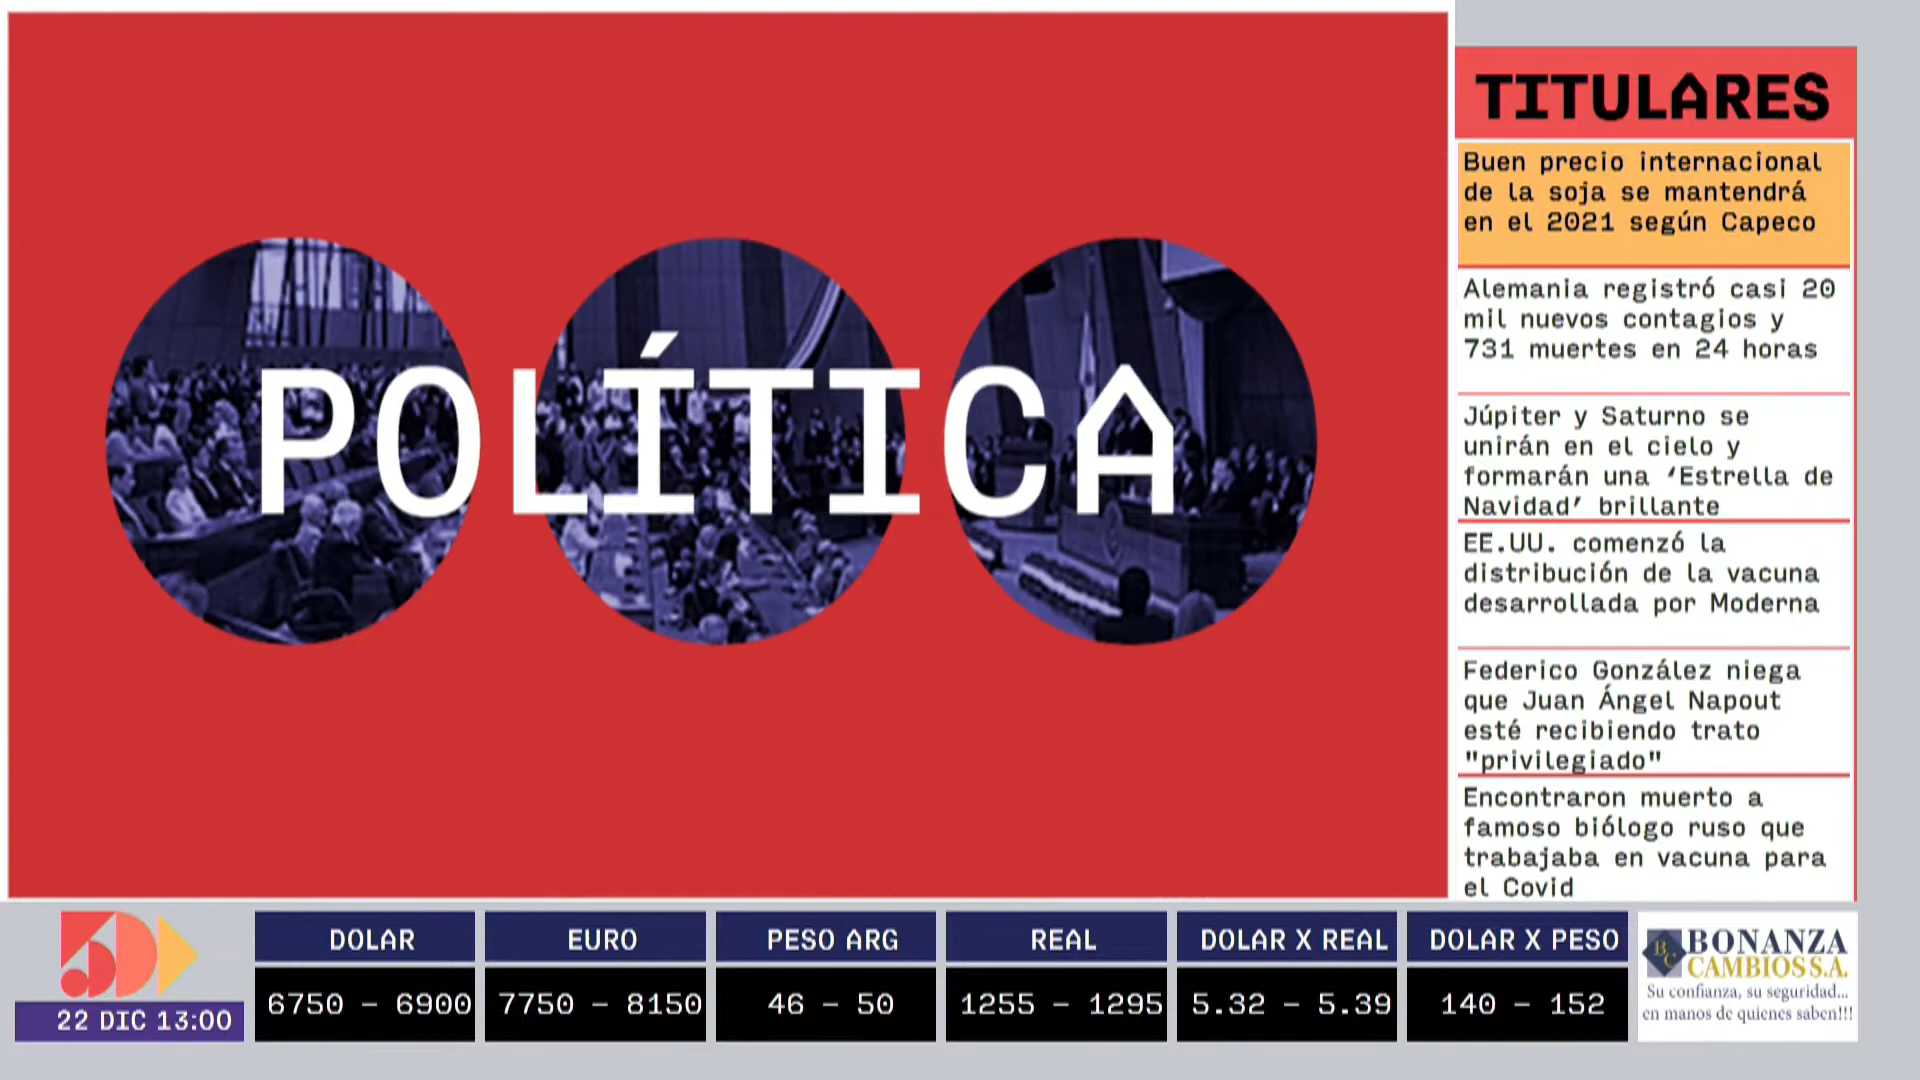 POLÍTICA
TITULARES
Buen precio internacional
de la soja se mantendrá
en el 2021 según Capeco
Alemania registró casi 20
mil nuevos contagios y
731 muertes en 24 horas
Júpiter y Saturno se
unirán en el cielo y
formarán una ‘Estrella de
Navidad’ brillante
EE.UU. comenzó la
distribución de la vacuna
desarrollada por Moderna
Federico González niega
que Juan Ángel Napout
esté recibiendo trato
"privilegiado"
Encontraron muerto a
famoso biólogo ruso que
trabajaba en vacuna para
el Covid
5D
22 DIC 13:00
DOLAR
6750 - 6900
EURO
7750 - 8150
PESO ARG
46 - 50
REAL
1255 - 1295
DOLAR X REAL
5.32 - 5.39
DOLAR X PESO
140 - 152
BC
BONANZA
CAMBIOS S.A.
Su confianza, su seguridad...
en manos de quienes saben!!!